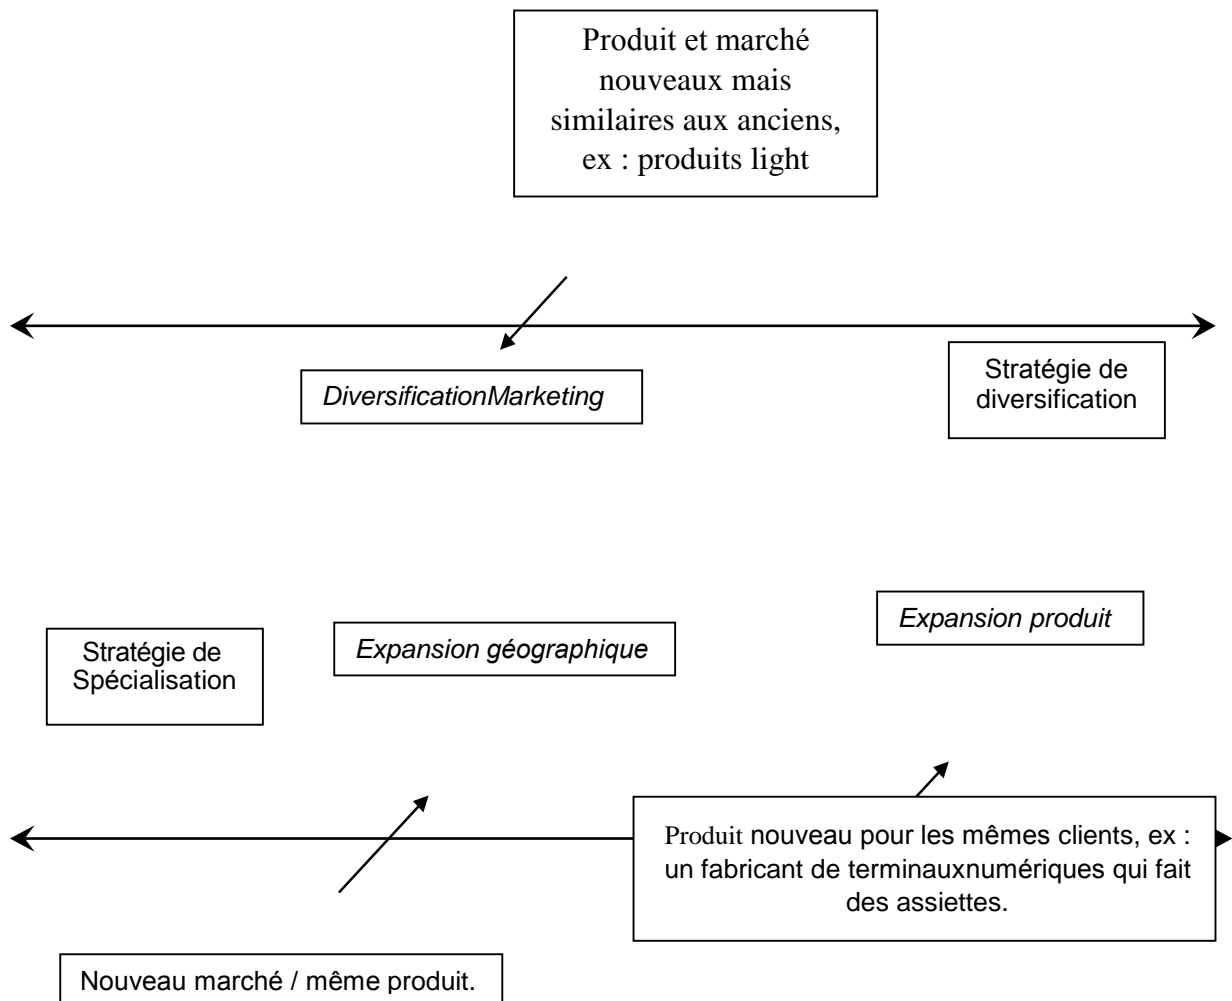 Produit et marché
nouveaux mais
similaires aux anciens,
ex : produits light
DiversificationMarketing
Stratégie de
diversification
Stratégie de
Spécialisation
Expansion géographique
Expansion produit
Produit nouveau pour les mêmes clients, ex :
un fabricant de terminauxnumériques qui fait
des assiettes.
Nouveau marché / même produit.